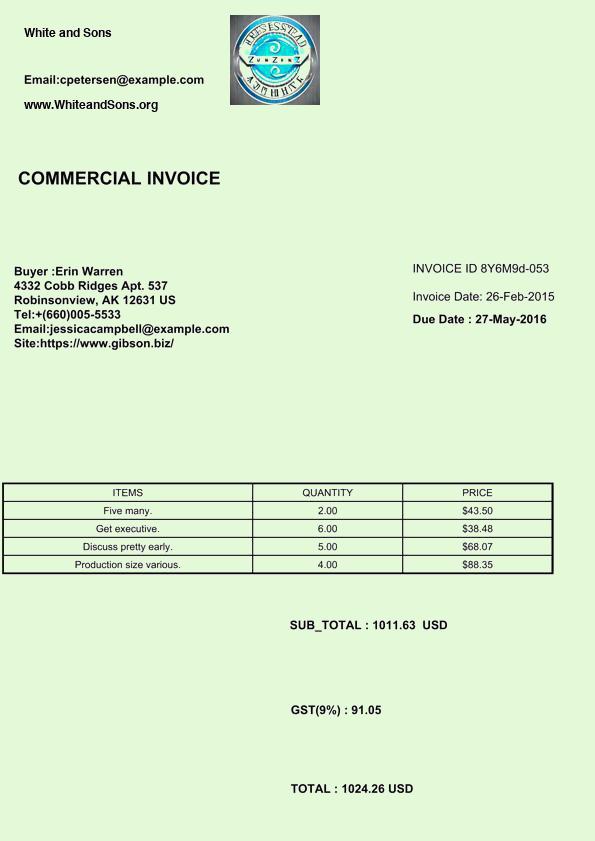 White and Sons
Email:cpetersen@example.com
www.WhiteandSons.org
COMMERCIAL INVOICE
Buyer :Erin Warren
4332 Cobb Ridges Apt. 537
Robinsonview, AK 12631 US
Tel:+(660)005-5533
Email:jessicacampbell@example.com
Site:https://www.gibson.biz/
INVOICE ID 8Y6M9d-053
Invoice Date: 26-Feb-2015
Due Date : 27-May-2016
ITEMS QUANTITY PRICE
Five many. 2.00 $43.50
Get executive. 6.00 $38.48
Discuss pretty early. 5.00 $68.07
Production size various. 4.00 $88.35
SUB_TOTAL : 1011.63 USD
GST(9%) : 91.05
TOTAL : 1024.26 USD